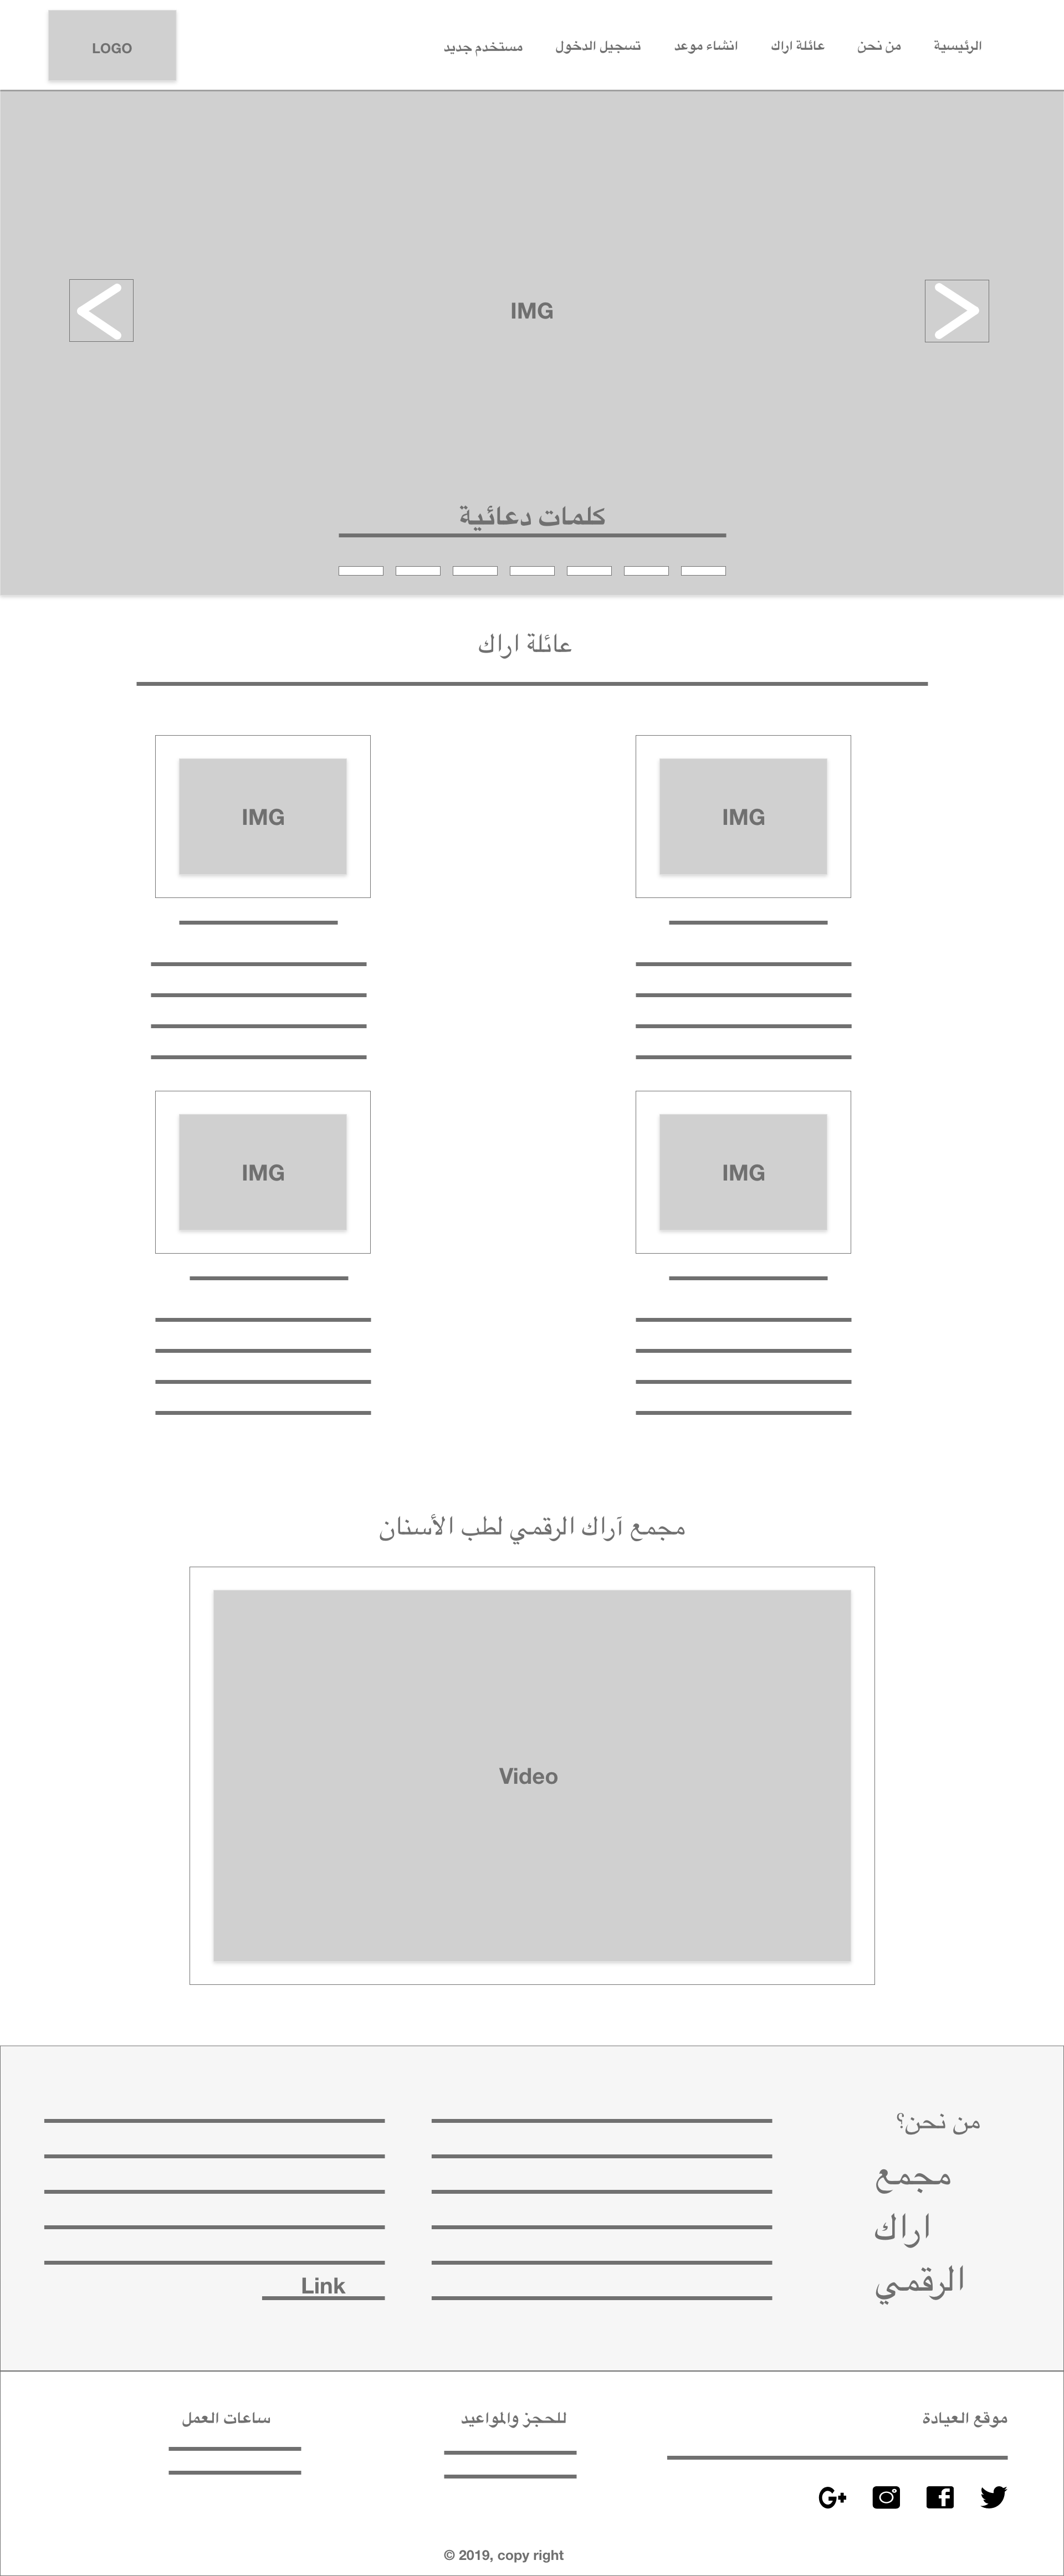 LOGO
الرئيسية
من نحن
عائلة اراك
انشاء موعد
تسجيل الدخول
مستخدم جديد
IMG
كلمات دعائية
عائلة اراك
IMG
IMG
IMG
IMG
مجمع آراك الرقمي لطب الأسنان
Video
من نحن؟
مجمع
اراك
الرقمي
Link
موقع العيادة
للحجز والمواعيد
ساعات العمل
© 2019, copy right